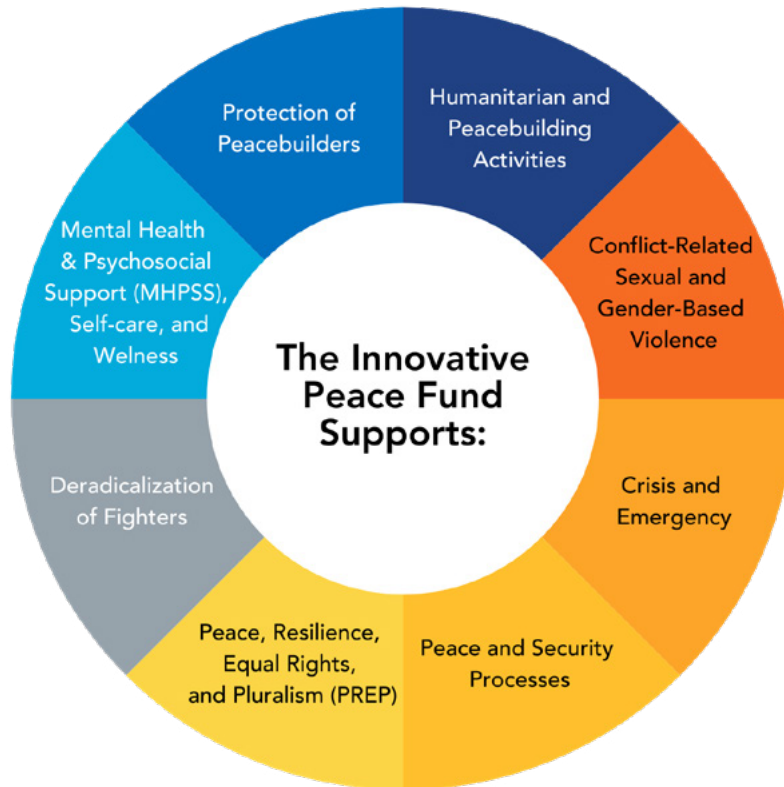 The Innovative
Peace Fund
Supports:
Humanitarian and
Peacebuilding
Activities
Conflict-Related
Sexual and
Gender-Based
Violence
Crisis and
Emergency
Peace and Security
Processes
Peace, Resilience,
Equal Rights,
and Pluralism (PREP)
Deradicalization
of Fighters
Mental Health
& Psychosocial
Support (MHPSS),
Self-care, and
Welness
Protection of
Peacebuilders